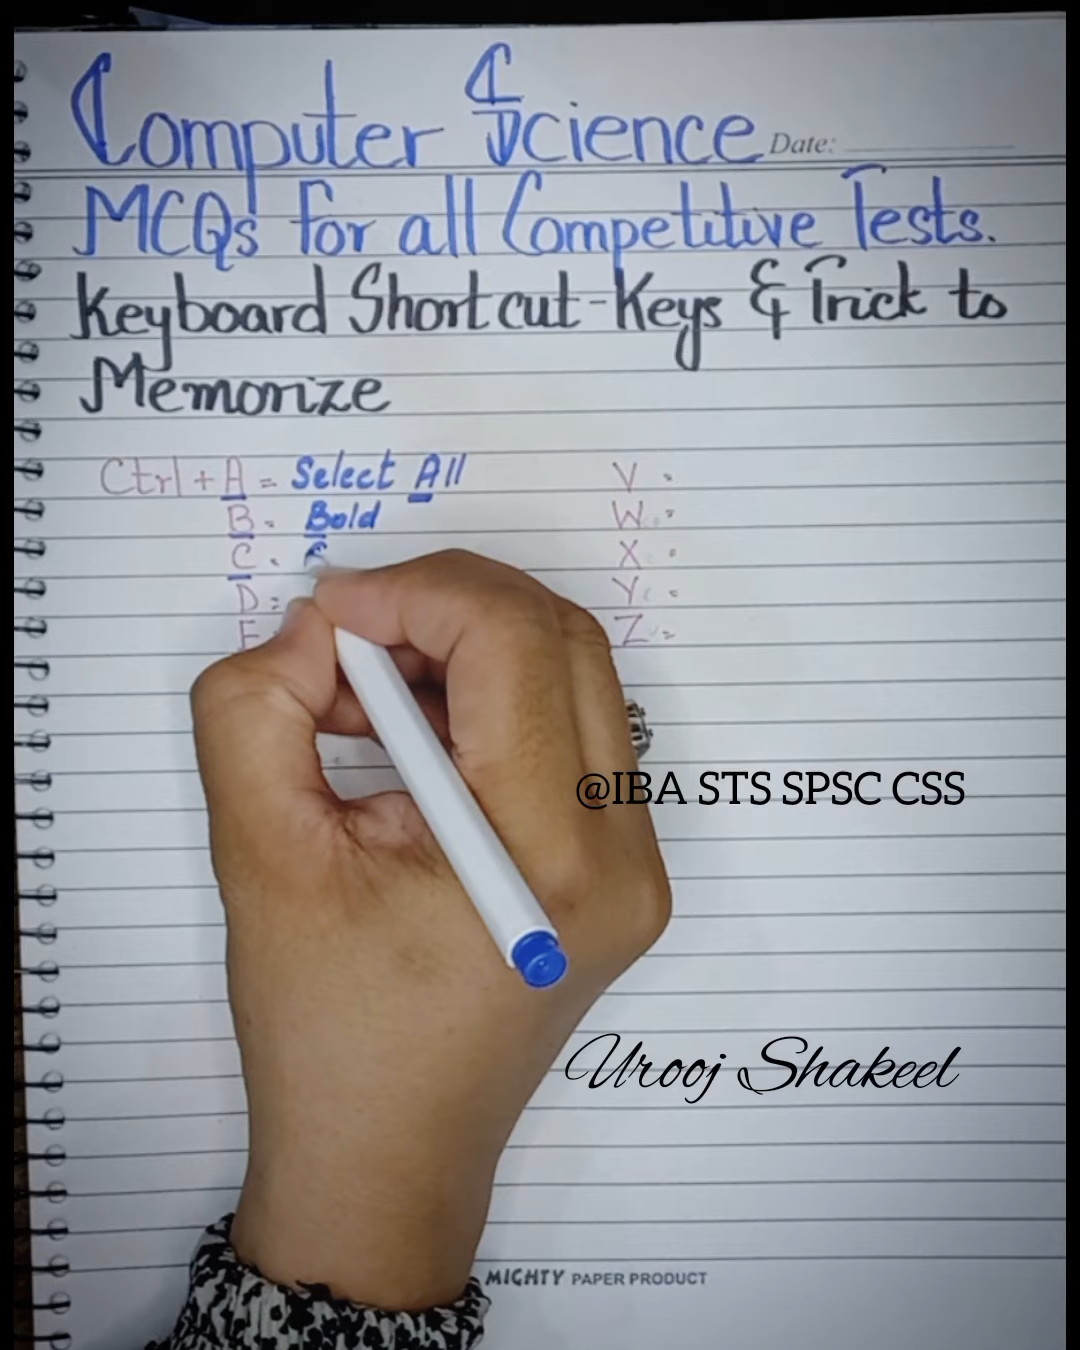 Computer Science
Date:
MCQs for all Competitive Tests.
Keyboard Shortcut-Keys & Trick to
Memorize
Ctrl + A = Select All
B = Bold
C =
D =
E
V =
W =
X =
Y =
Z =
@IBA STS SPSC CSS
Urooj Shakeel
MIGHTY PAPER PRODUCT